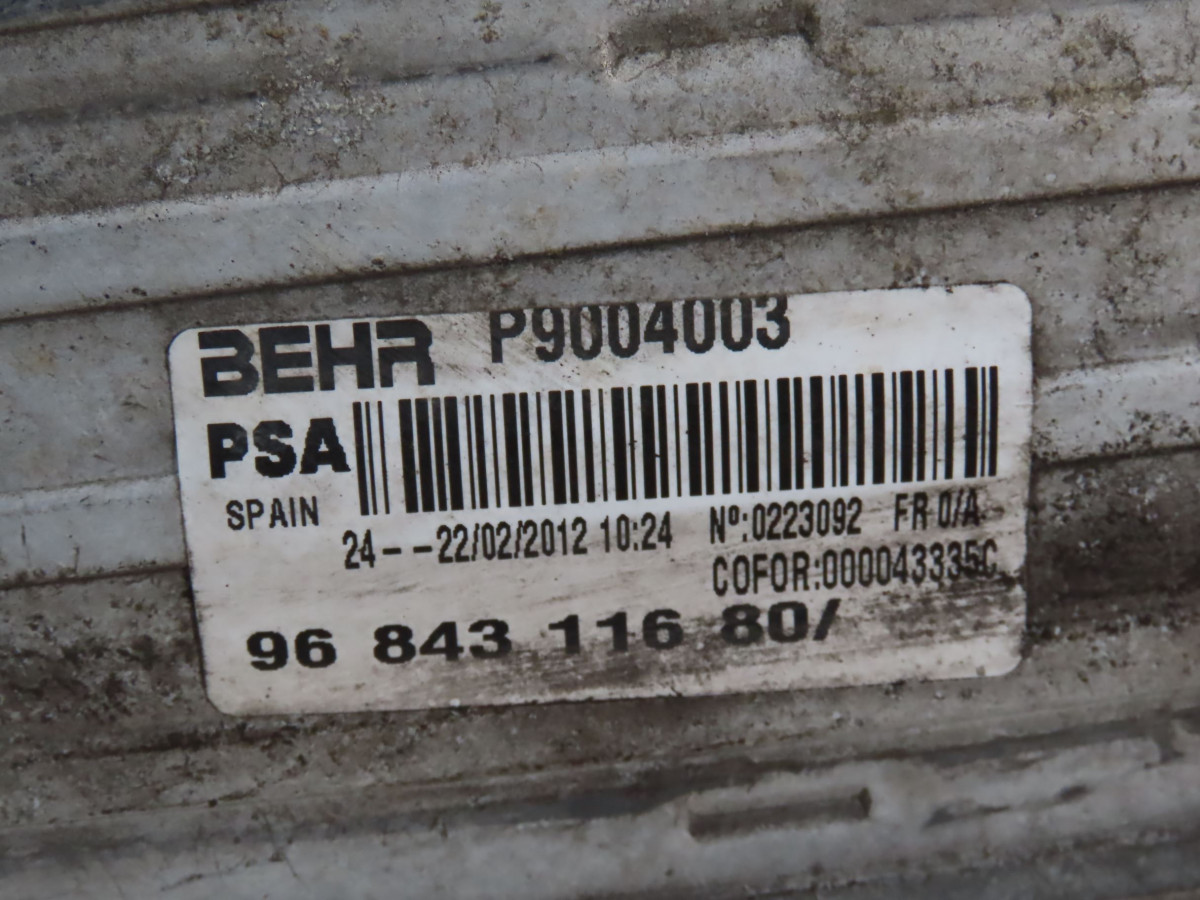 BEHR P9004003
PSA
SPAIN
24--22/02/2012 10:24 Nº:0223092 FR 0/A
COFOR:000043335C
96 843 116 80/